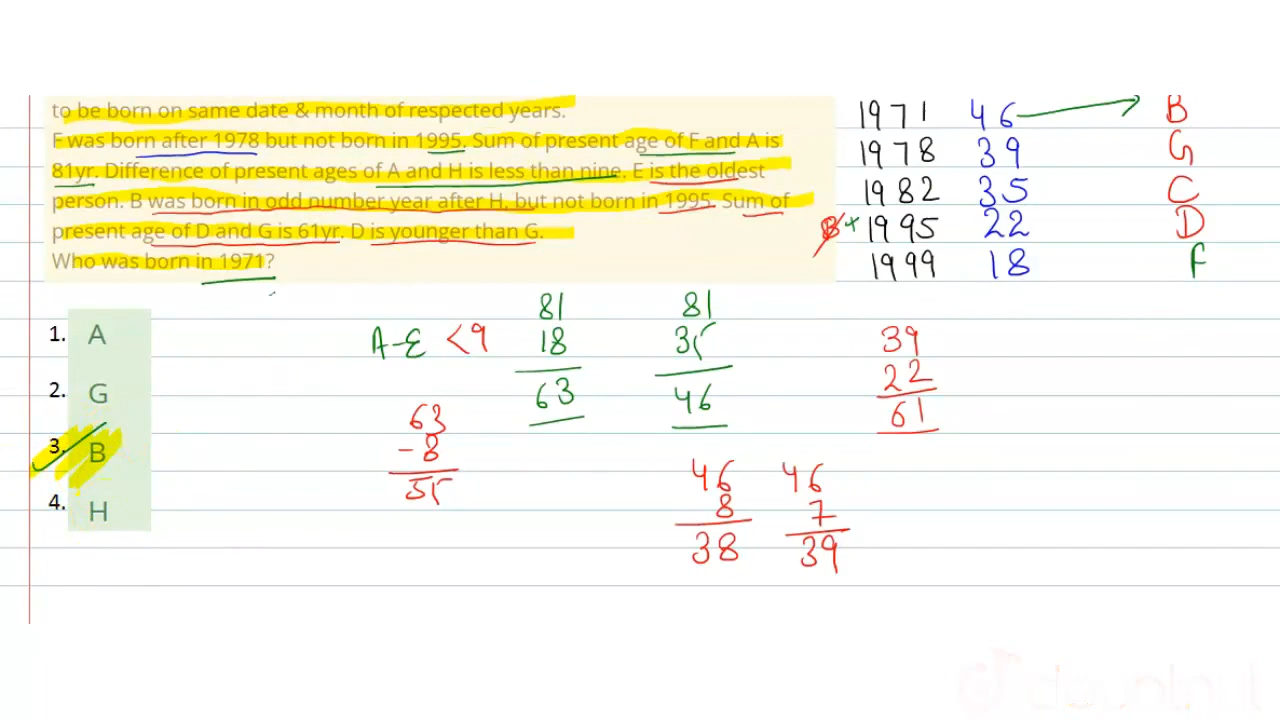 to be born on same date & month of respected years.
F was born after 1978 but not born in 1995. Sum of present age of F and A is
81yr. Difference of present ages of A and H is less than nine. E is the oldest
person. B was born in odd number year after H, but not born in 1995. Sum of
present age of D and G is 61yr. D is younger than G.
Who was born in 1971?
1. A
2. G
3. B
4. H
1971 46 B
1978 39 G
1982 35 C
B + 1995 22 D
1999 18 F
A-E <9
63
-8
55
81
18
63
81
35
46
39
22
61
46
8
38
46
7
39
doubtnut